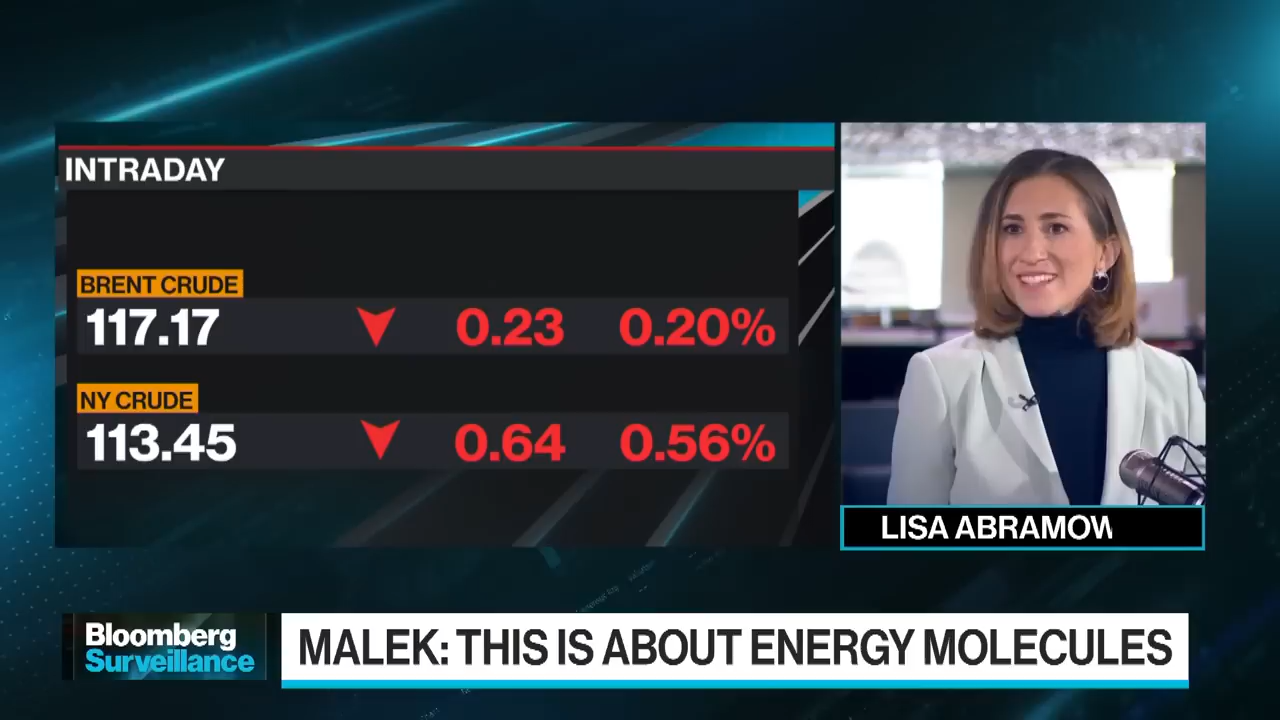 INTRADAY
BRENT CRUDE
117.17 0.23 0.20%
NY CRUDE
113.45 0.64 0.56%
LISA ABRAMOW
Bloomberg
Surveillance
MALEK: THIS IS ABOUT ENERGY MOLECULES